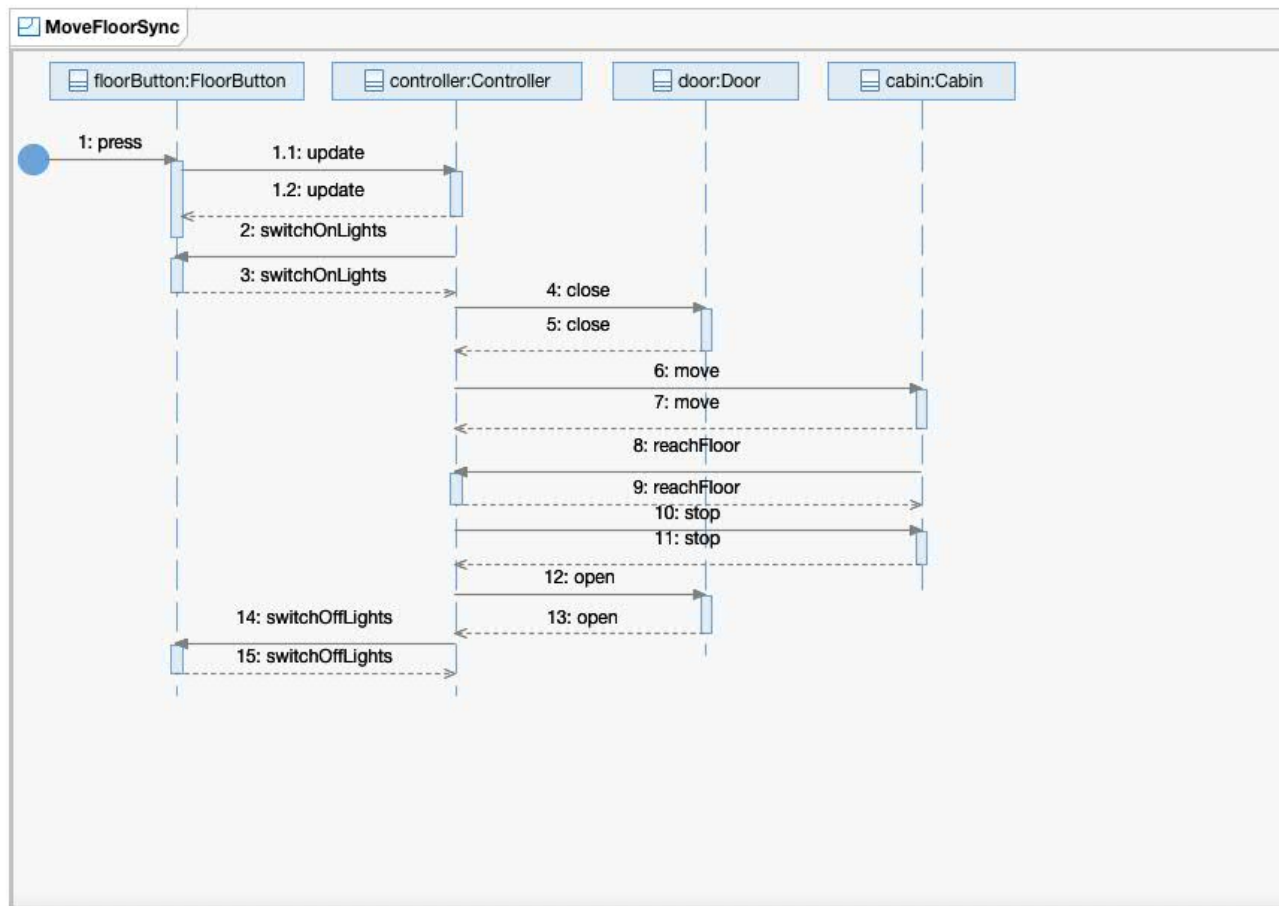 MoveFloorSync
floorButton:FloorButton
controller:Controller
door:Door
cabin:Cabin
1: press
1.1: update
1.2: update
2: switchOnLights
3: switchOnLights
4: close
5: close
6: move
7: move
8: reachFloor
9: reachFloor
10: stop
11: stop
12: open
14: switchOffLights
13: open
15: switchOffLights